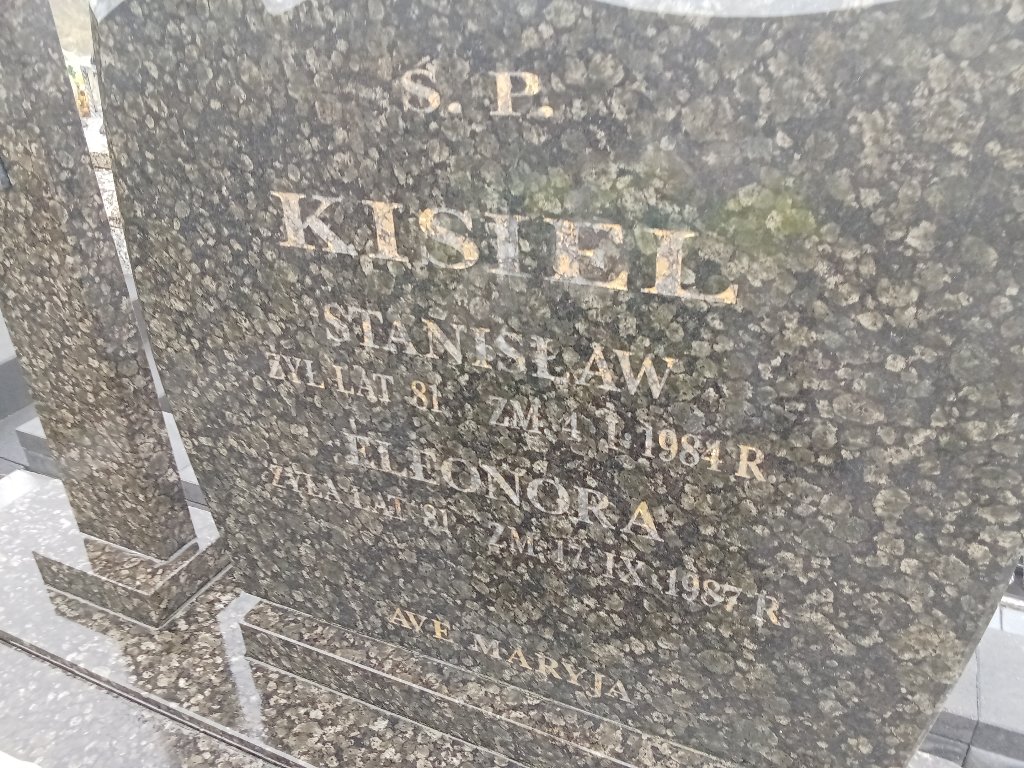 Ś. P.
KISIEL
STANISŁAW
ŻYŁ LAT 81 ZM. 4 I. 1984 R
ELEONORA
ŻYŁA LAT 81 ZM. 17. IX. 1987 R
AVE MARYJA